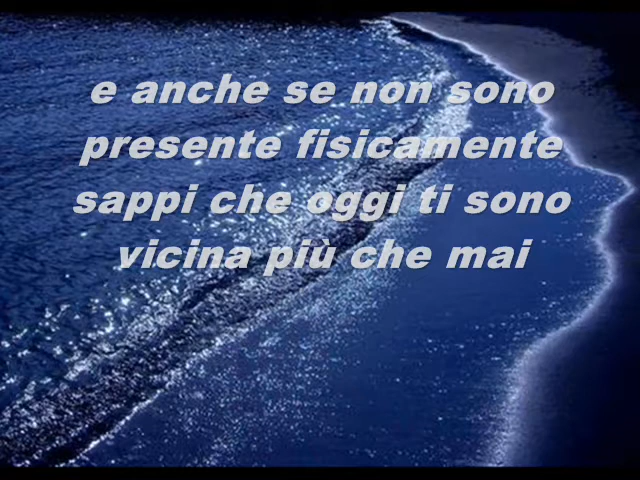 e anche se non sono
presente fisicamente
sappi che oggi ti sono
vicina più che mai